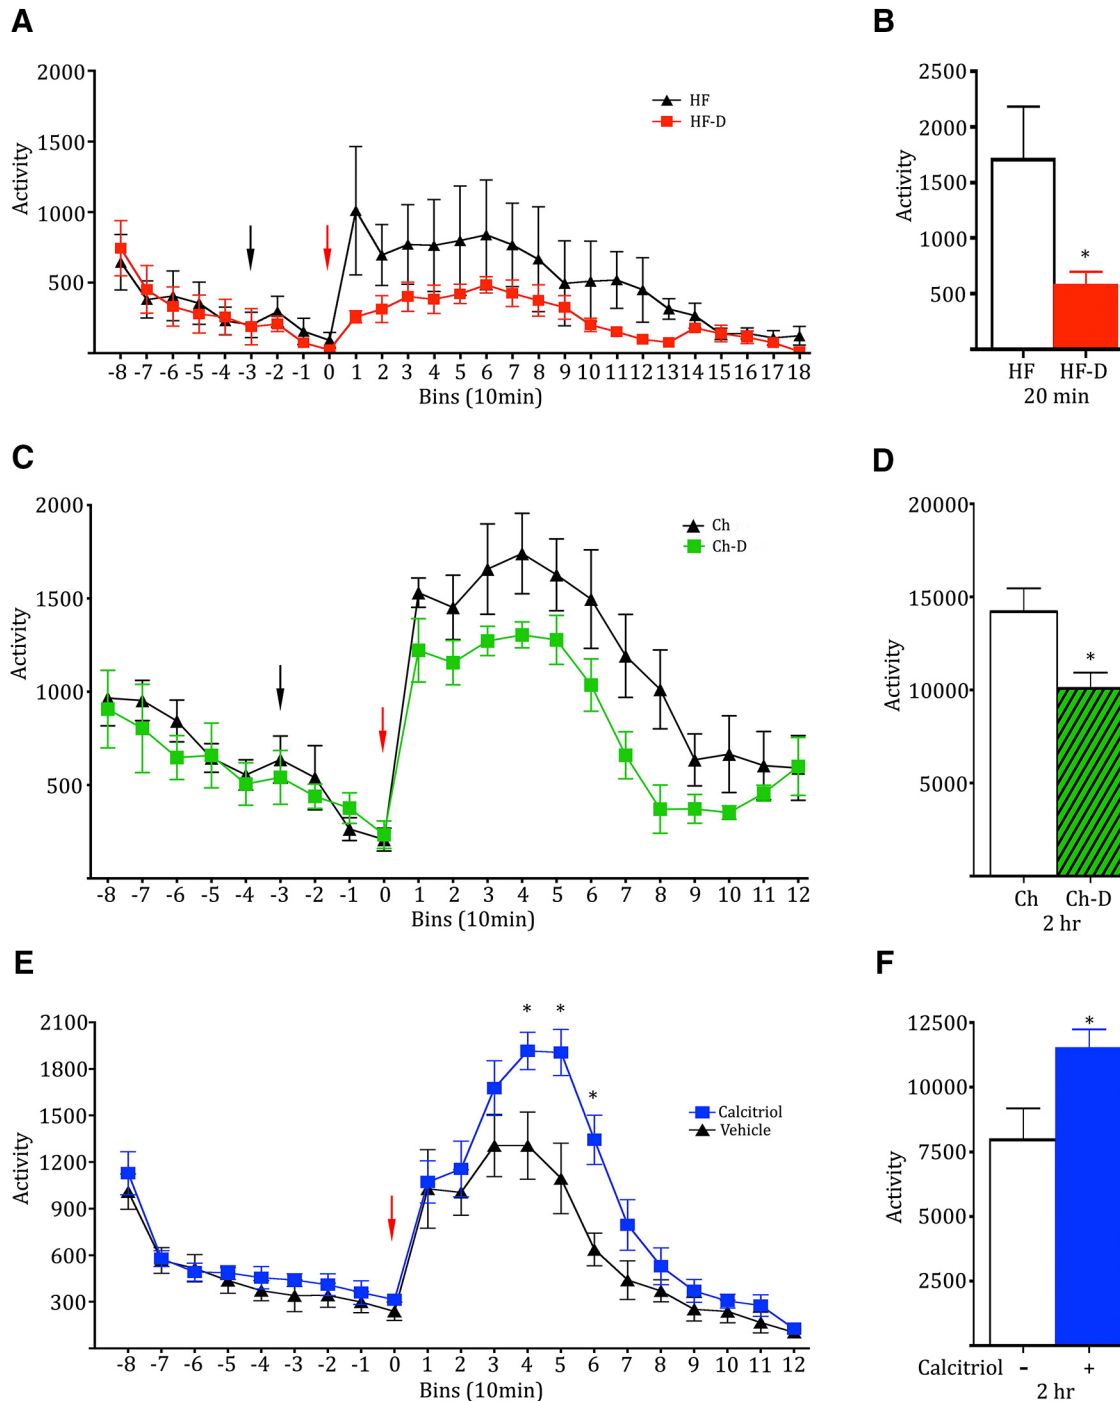 A
2000
1500
1000
500
Activity
HF
HF-D
-8 -7 -6 -5 -4 -3 -2 -1 0 1 2 3 4 5 6 7 8 9 10 11 12 13 14 15 16 17 18
Bins (10min)
B
2500
2000
1500
1000
500
Activity
*
HF HF-D
20 min
C
2000
1500
1000
500
Activity
Ch
Ch-D
-8 -7 -6 -5 -4 -3 -2 -1 0 1 2 3 4 5 6 7 8 9 10 11 12
Bins (10min)
D
20000
15000
10000
5000
Activity
*
Ch Ch-D
2 hr
E
2100
1800
1500
1200
900
600
300
Activity
* *
*
Calcitriol
Vehicle
-8 -7 -6 -5 -4 -3 -2 -1 0 1 2 3 4 5 6 7 8 9 10 11 12
Bins (10min)
F
12500
10000
7500
5000
2500
Activity
*
Calcitriol - +
2 hr